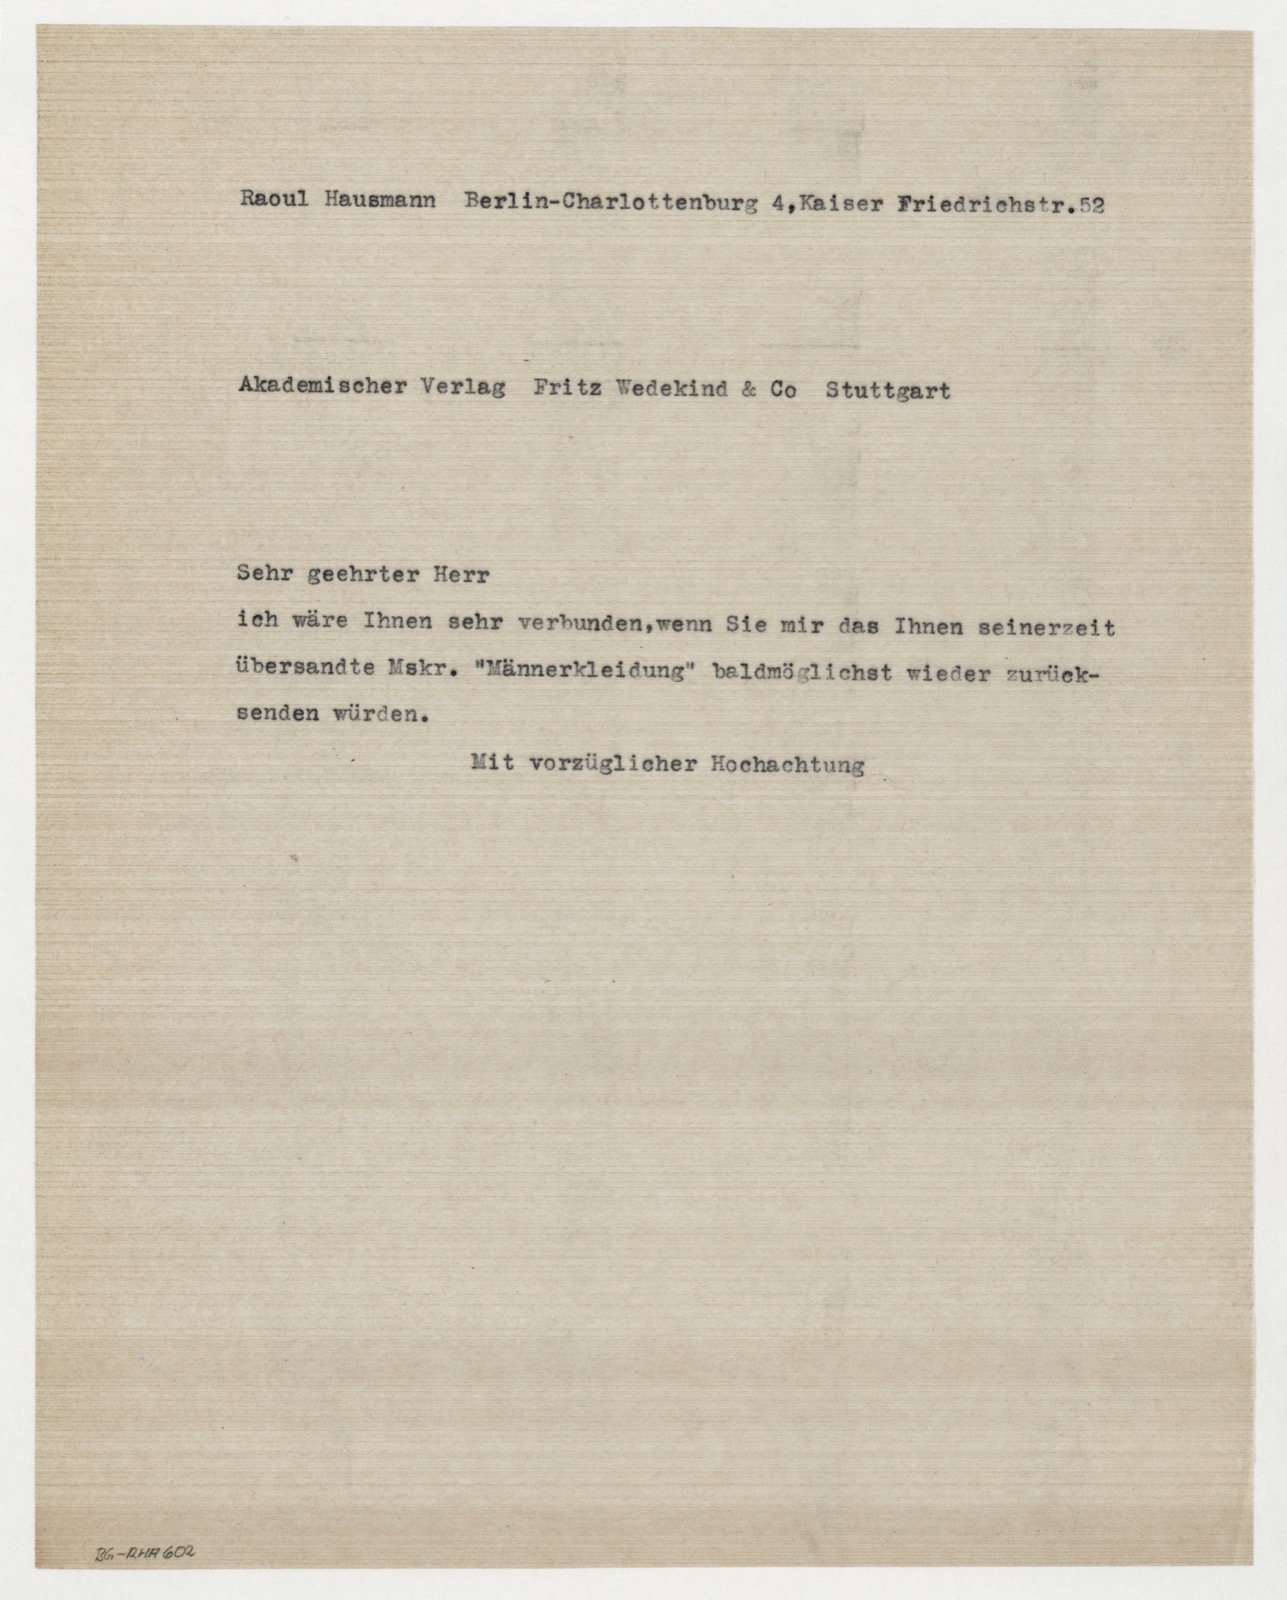 Raoul Hausmann  Berlin-Charlottenburg 4,Kaiser Friedrichstr.52
Akademischer Verlag  Fritz Wedekind & Co  Stuttgart
Sehr geehrter Herr
ich wäre Ihnen sehr verbunden,wenn Sie mir das Ihnen seinerzeit
übersandte Mskr. "Männerkleidung" baldmöglichst wieder zurück-
senden würden.
Mit vorzüglicher Hochachtung
BG-RHA 602